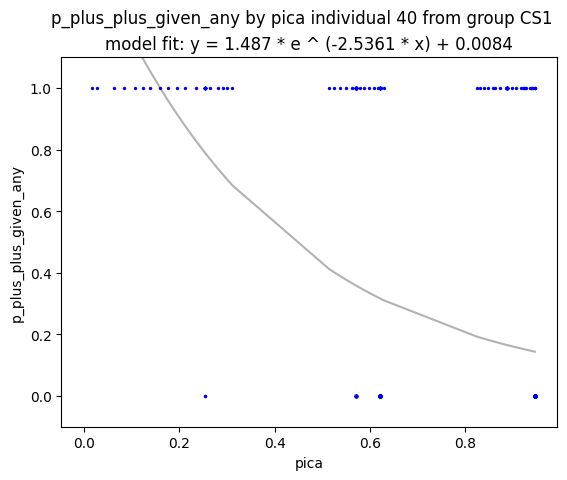 p_plus_plus_given_any by pica individual 40 from group CS1
model fit: y = 1.487 * e ^ (-2.5361 * x) + 0.0084
p_plus_plus_given_any
1.0
0.8
0.6
0.4
0.2
0.0
0.0 0.2 0.4 0.6 0.8
pica